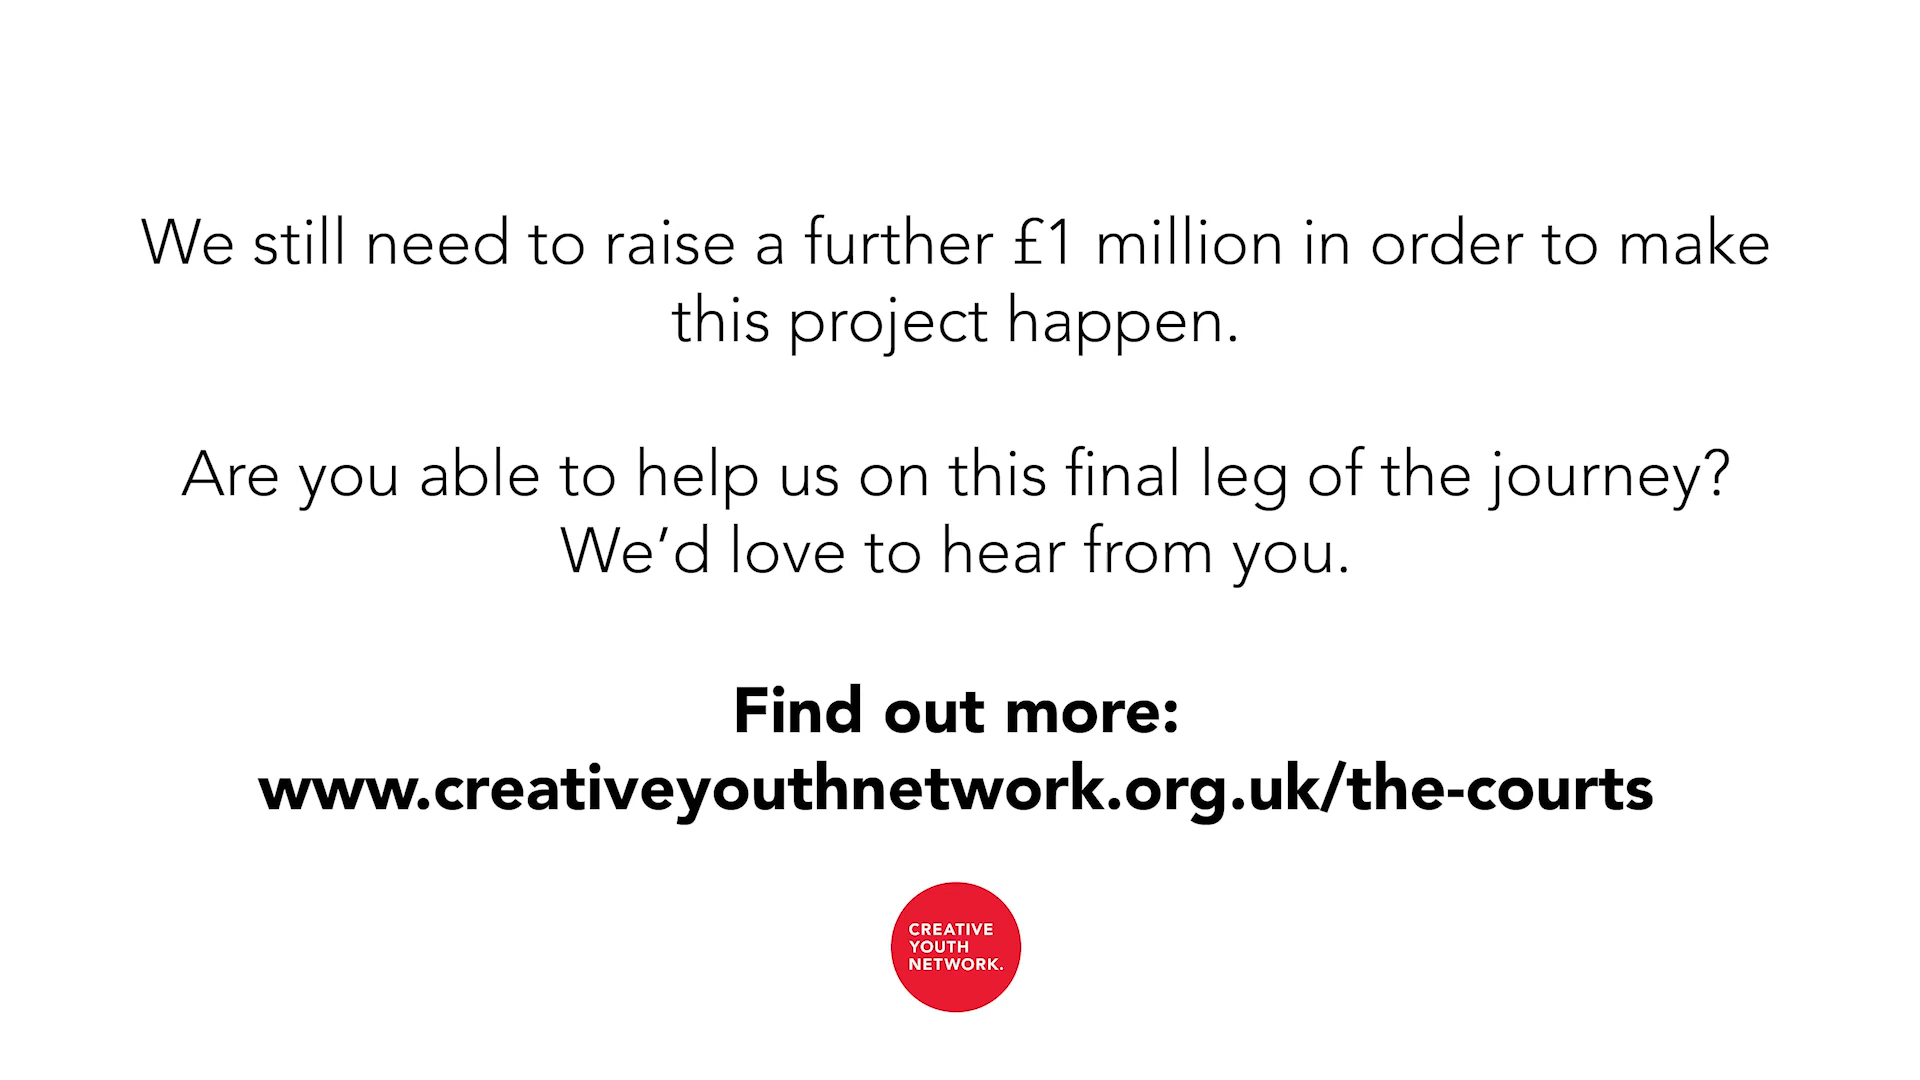 We still need to raise a further £1 million in order to make
this project happen.
Are you able to help us on this final leg of the journey?
We’d love to hear from you.
Find out more:
www.creativeyouthnetwork.org.uk/the-courts
CREATIVE
YOUTH
NETWORK.